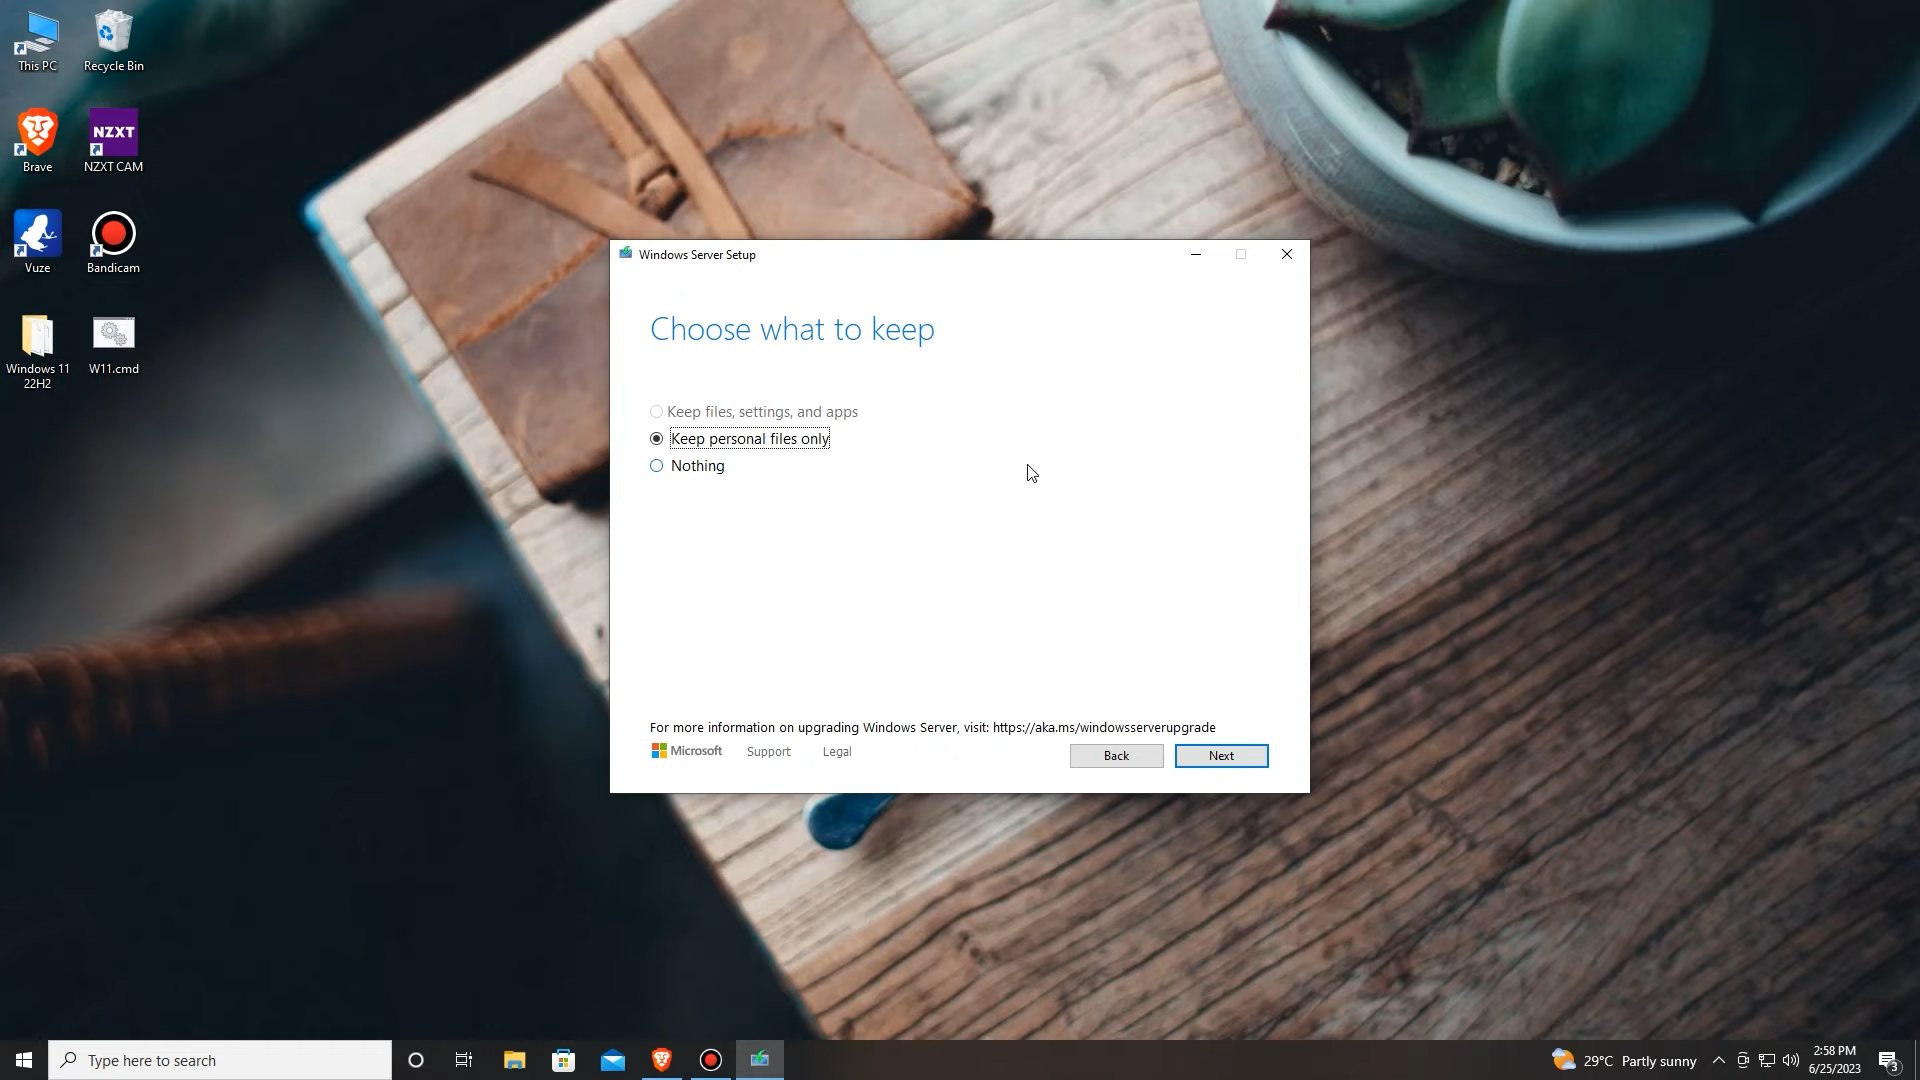 This PC
Recycle Bin
Brave
NZXT
NZXT CAM
Vuze
Bandicam
Windows 11
22H2
W11.cmd
Windows Server Setup
Choose what to keep
Keep files, settings, and apps
Keep personal files only
Nothing
For more information on upgrading Windows Server, visit: https://aka.ms/windowsserverupgrade
Microsoft
Support
Legal
Back
Next
Type here to search
29°C Partly sunny
2:58 PM
6/25/2023
3